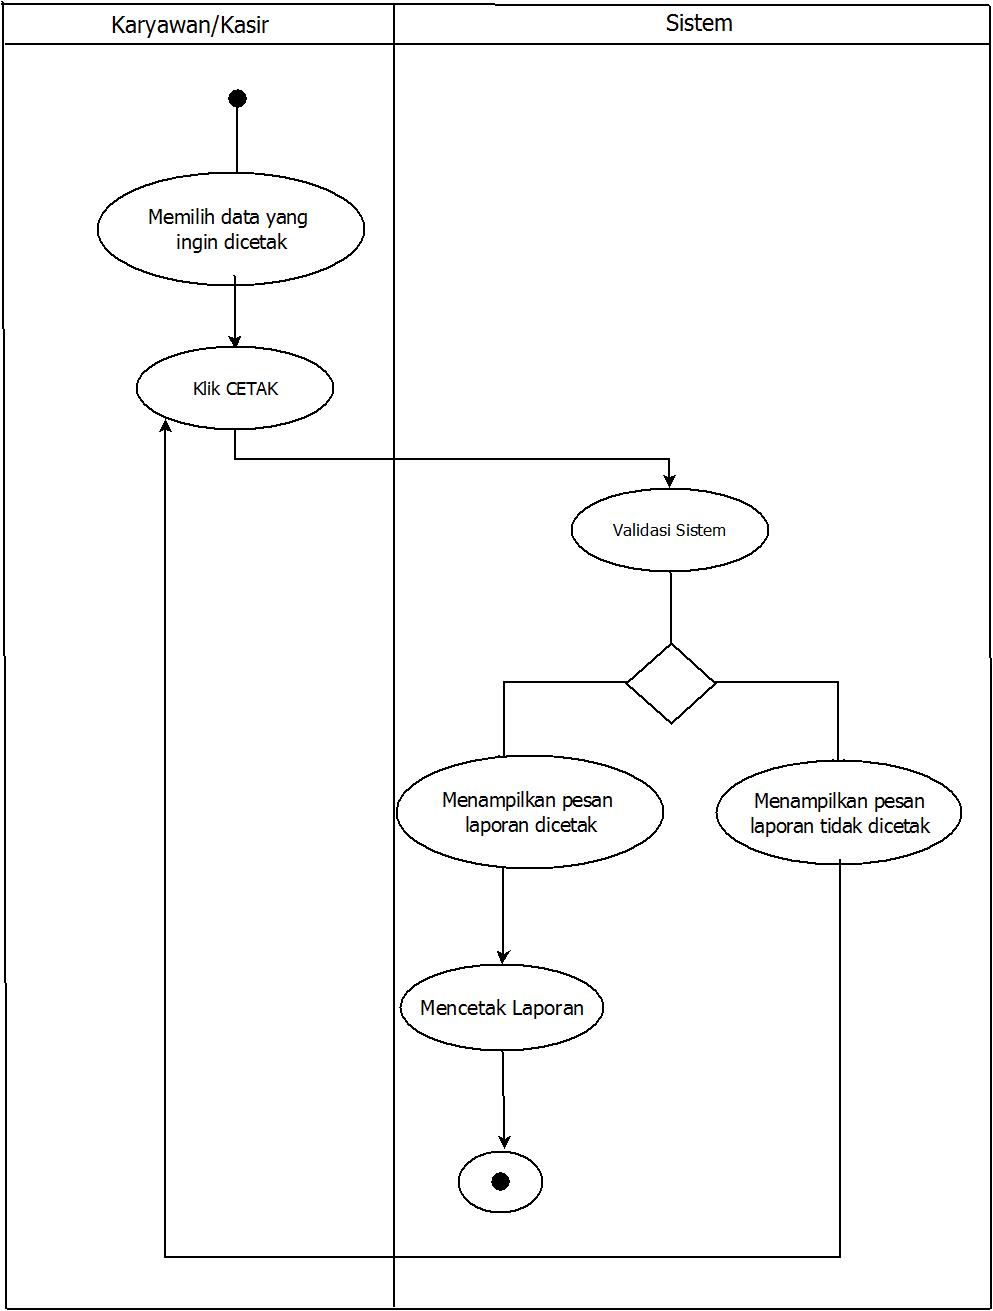 Karyawan/Kasir
Sistem
Memilih data yang
ingin dicetak
Klik CETAK
Validasi Sistem
Menampilkan pesan
laporan dicetak
Menampilkan pesan
laporan tidak dicetak
Mencetak Laporan